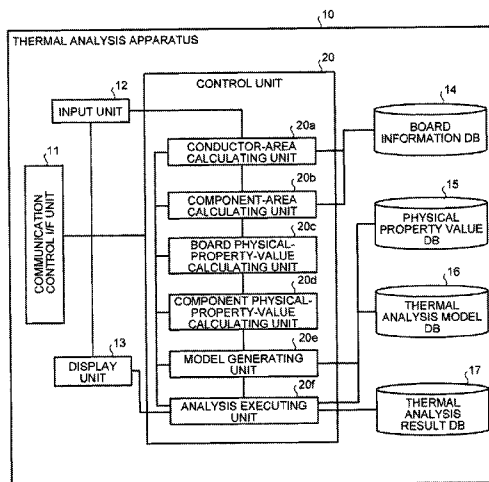 10
THERMAL ANALYSIS APPARATUS
20
CONTROL UNIT
12
INPUT UNIT
11
COMMUNICATION
CONTROL I/F UNIT
13
DISPLAY
UNIT
20a
CONDUCTOR-AREA
CALCULATING UNIT
20b
COMPONENT-AREA
CALCULATING UNIT
20c
BOARD PHYSICAL-
PROPERTY-VALUE
CALCULATING UNIT
20d
COMPONENT PHYSICAL-
PROPERTY-VALUE
CALCULATING UNIT
20e
MODEL GENERATING
UNIT
20f
ANALYSIS EXECUTING
UNIT
14
BOARD
INFORMATION DB
15
PHYSICAL
PROPERTY VALUE
DB
16
THERMAL
ANALYSIS MODEL
DB
17
THERMAL
ANALYSIS
RESULT DB